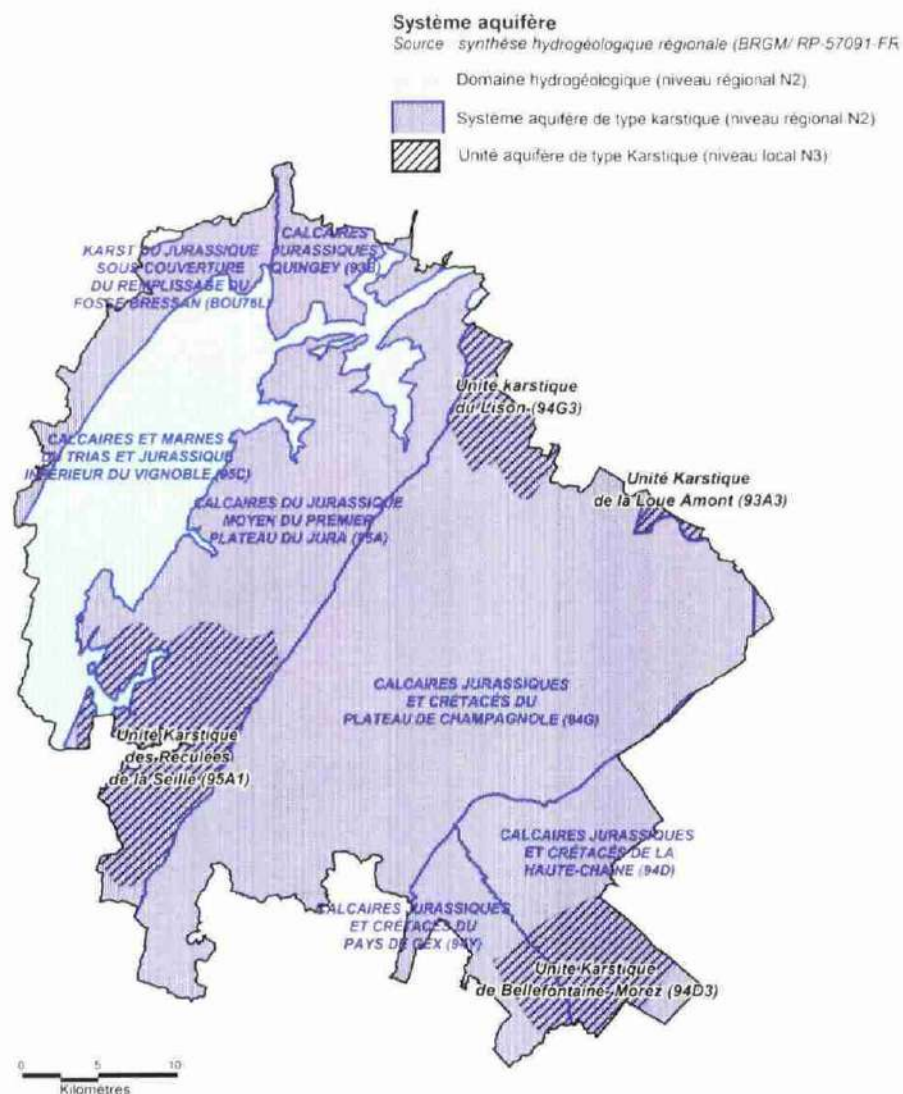 Système aquifère
Source synthèse hydrogéologique régionale (BRGM/ RP-57091-FR
Domaine hydrogéologique (niveau régional N2)
Système aquifère de type karstique (niveau régional N2)
Unité aquifère de type Karstique (niveau local N3)
CALCAIRES
JURASSIQUES
QUINGEY (93B)
KARST DU JURASSIQUE
SOUS COUVERTURE
DU REMPLISSAGE DU
FOSSE BRESSAN (BOU76L)
Unité karstique
du Lison (94G3)
CALCAIRES ET MARNES
DU TRIAS ET JURASSIQUE
INFERIEUR DU VIGNOBLE (95C)
Unité Karstique
de la Loue Amont (93A3)
CALCAIRES DU JURASSIQUE
MOYEN DU PREMIER
PLATEAU DU JURA (95A)
CALCAIRES JURASSIQUES
ET CRÉTACÉS DU
PLATEAU DE CHAMPAGNOLE (94G)
Unité Karstique
des Reculées
de la Seille (95A1)
CALCAIRES JURASSIQUES
ET CRÉTACÉS DE LA
HAUTE-CHAINE (94D)
CALCAIRES JURASSIQUES
ET CRÉTACÉS DU
PAYS DE GEX (94Y)
Unité Karstique
de Bellefontaine-Morez (94D3)
0 5 10
Kilomètres